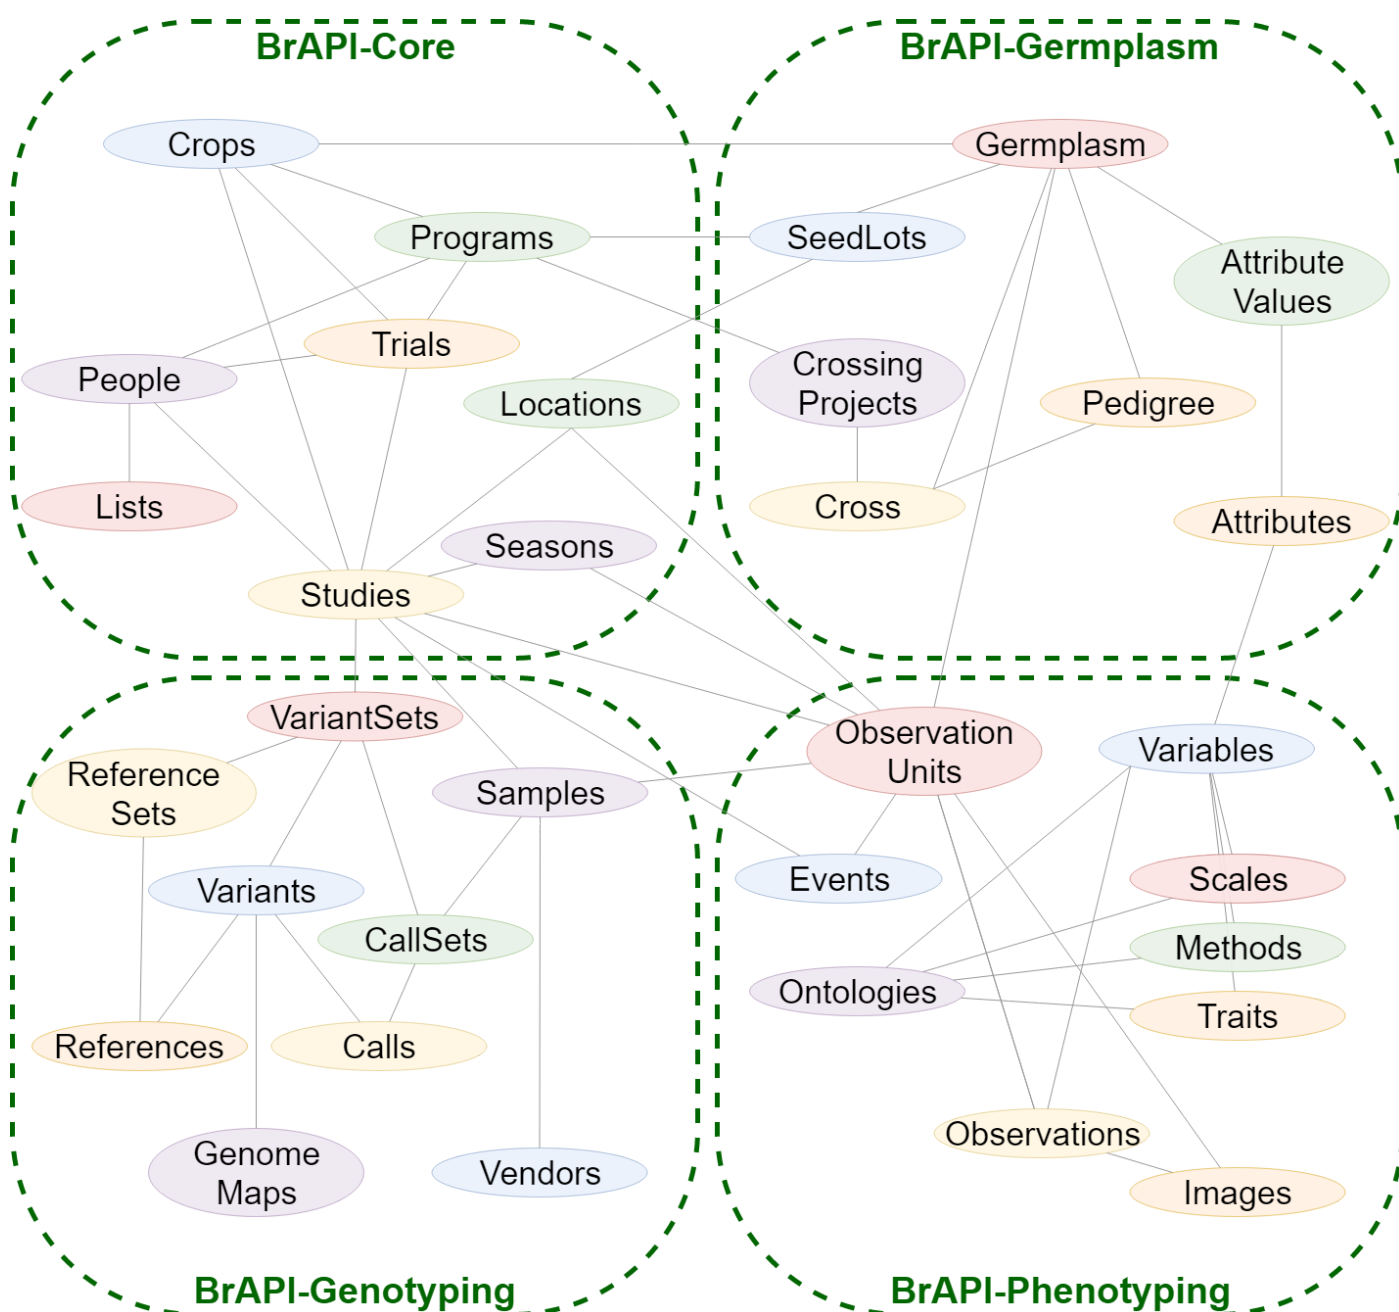 BrAPI-Core
Crops
Programs
Trials
People
Locations
Lists
Seasons
Studies
BrAPI-Germplasm
Germplasm
SeedLots
Attribute
Values
Crossing
Projects
Pedigree
Cross
Attributes
VariantSets
Reference
Sets
Samples
Variants
CallSets
References
Calls
Genome
Maps
Vendors
BrAPI-Genotyping
Observation
Units
Variables
Events
Scales
Methods
Ontologies
Traits
Observations
Images
BrAPI-Phenotyping